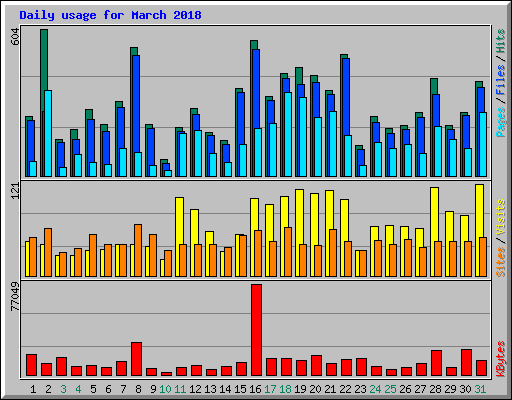 Daily usage for March 2018
604
Pages / Files / Hits
121
Sites / Visits
77049
KBytes
1 2 3 4 5 6 7 8 9 10 11 12 13 14 15 16 17 18 19 20 21 22 23 24 25 26 27 28 29 30 31